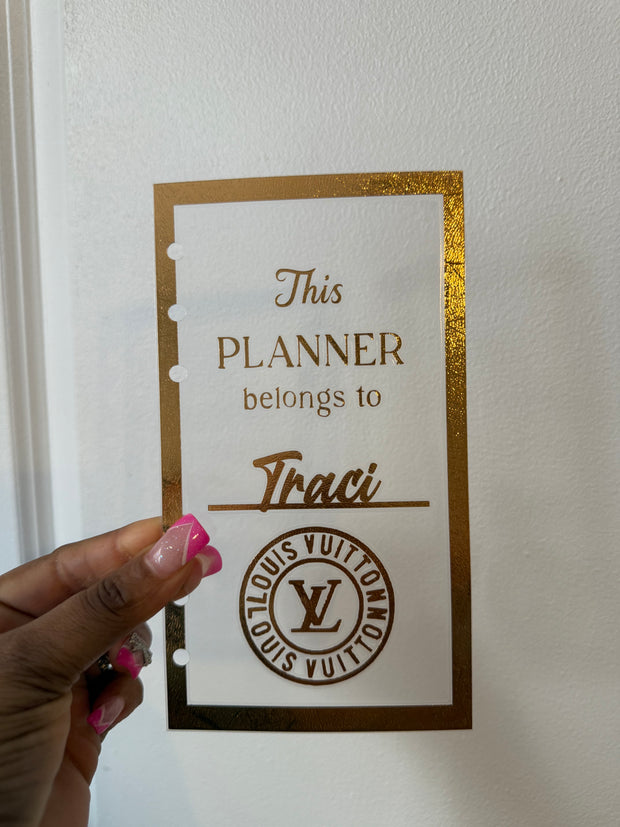 This
PLANNER
belongs to
Traci
LOUIS VUITTON
LV
LOUIS VUITTON